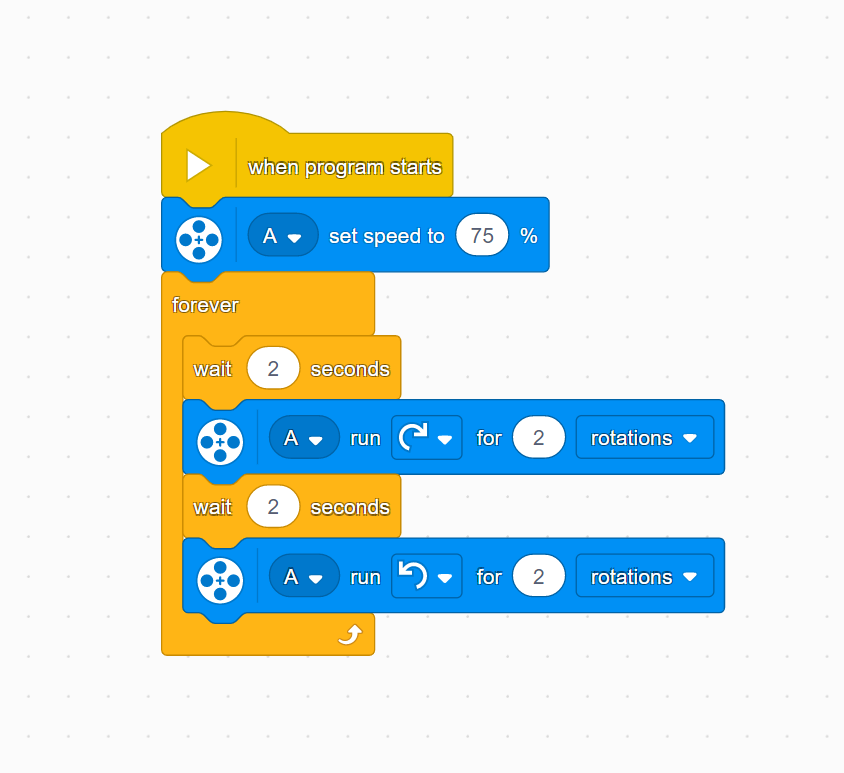 when program starts
A set speed to 75 %
forever
wait 2 seconds
A run for 2 rotations
wait 2 seconds
A run for 2 rotations